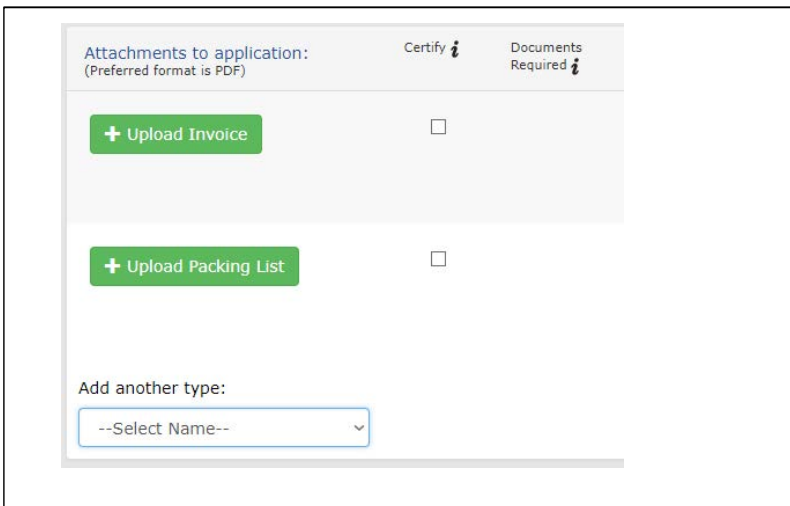 Attachments to application:
(Preferred format is PDF)
Certify i
Documents
Required i
+ Upload Invoice
+ Upload Packing List
Add another type:
--Select Name--